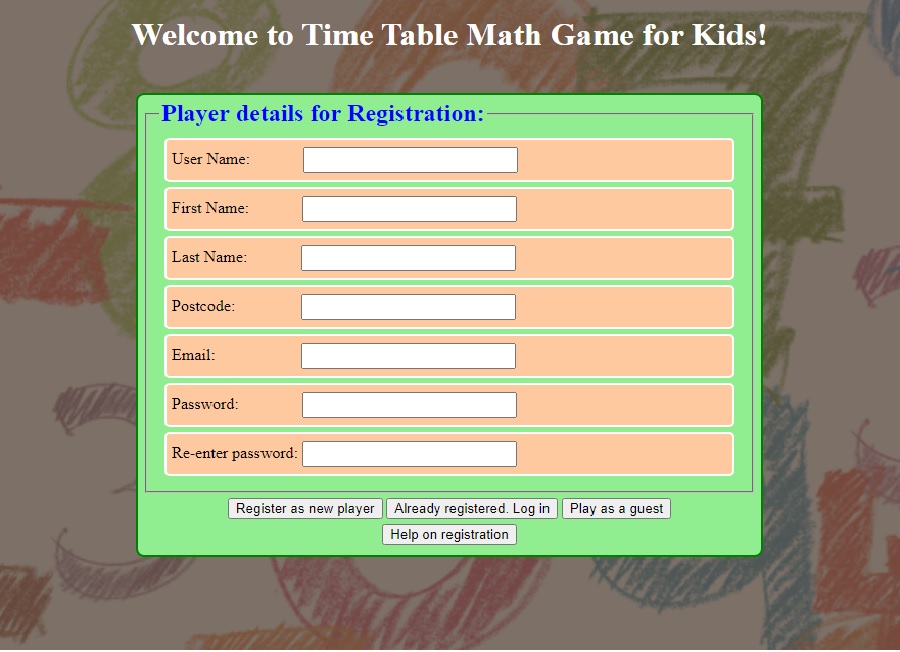 Welcome to Time Table Math Game for Kids!
Player details for Registration:
User Name:
First Name:
Last Name:
Postcode:
Email:
Password:
Re-enter password:
Register as new player Already registered. Log in Play as a guest
Help on registration